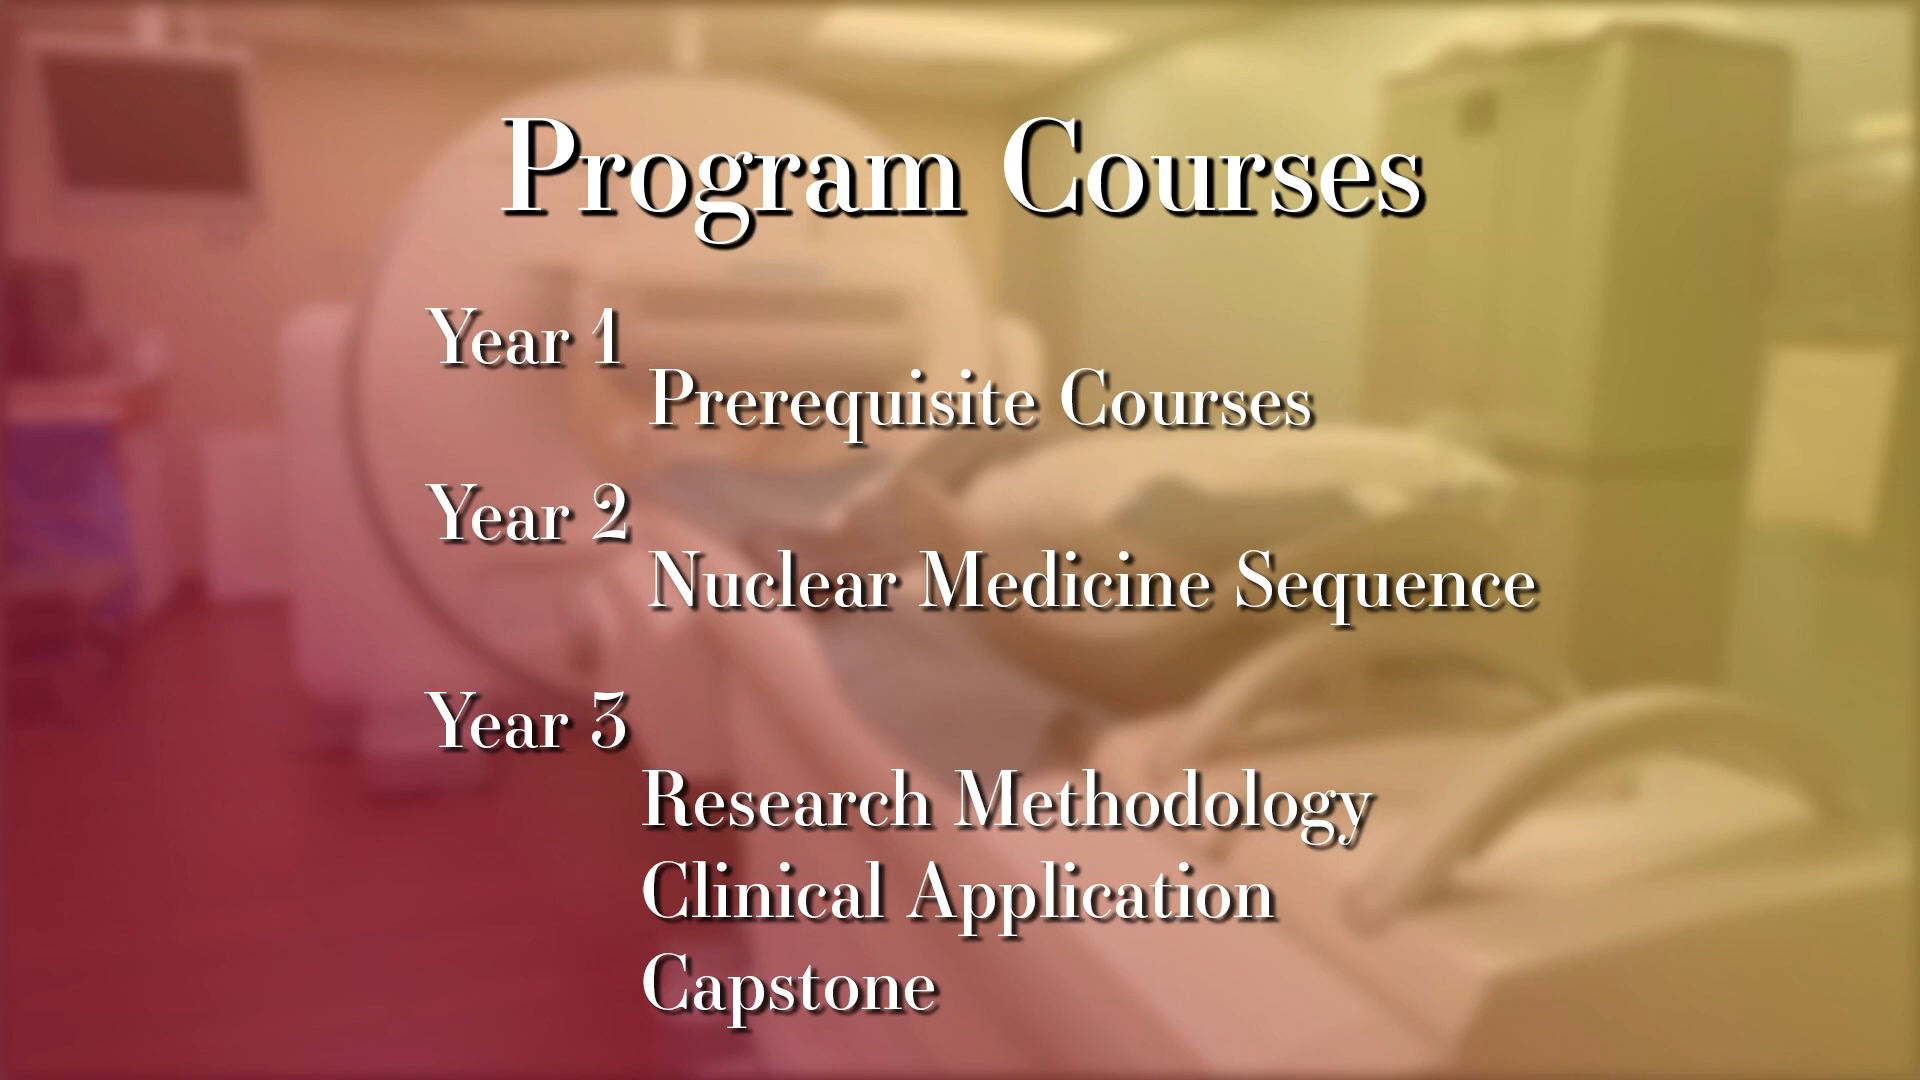 Program Courses
Year 1
Prerequisite Courses
Year 2
Nuclear Medicine Sequence
Year 3
Research Methodology
Clinical Application
Capstone